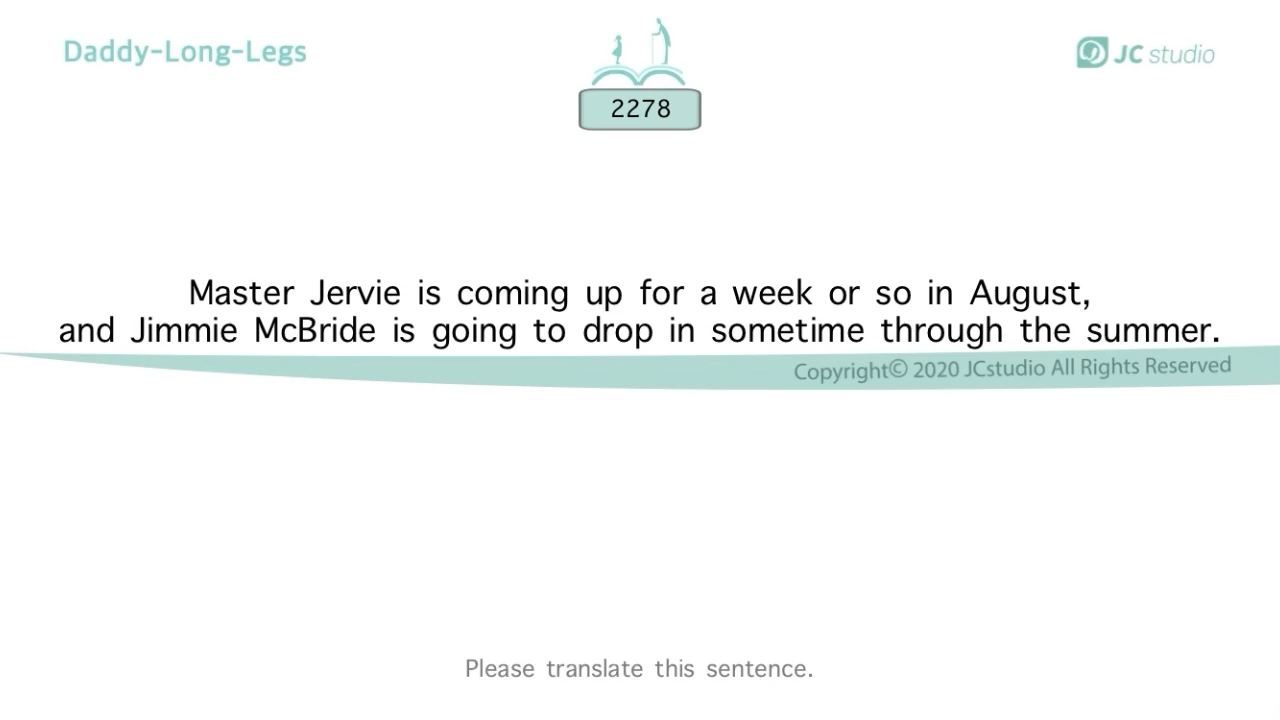 Daddy-Long-Legs
JC studio
2278
Master Jervie is coming up for a week or so in August,
and Jimmie McBride is going to drop in sometime through the summer.
Copyright© 2020 JCstudio All Rights Reserved
Please translate this sentence.